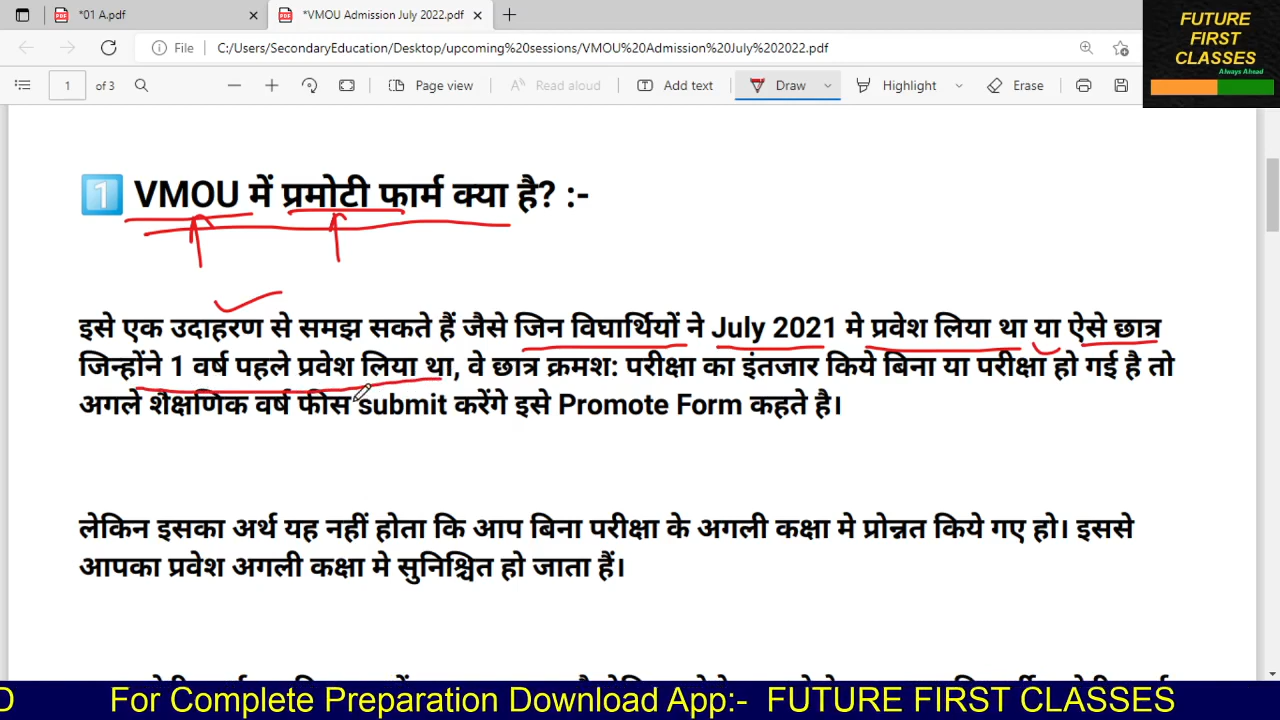 *01 A.pdf
*VMOU Admission July 2022.pdf
File
C:/Users/SecondaryEducation/Desktop/upcoming%20sessions/VMOU%20Admission%20July%202022.pdf
FUTURE
FIRST
CLASSES
Always Ahead
1 of 3
Page view
Read aloud
Add text
Draw
Highlight
Erase
1 VMOU में प्रमोटी फार्म क्या है? :-
इसे एक उदाहरण से समझ सकते हैं जैसे जिन विघार्थियों ने July 2021 मे प्रवेश लिया था या ऐसे छात्र
जिन्होंने 1 वर्ष पहले प्रवेश लिया था, वे छात्र क्रमश: परीक्षा का इंतजार किये बिना या परीक्षा हो गई है तो
अगले शैक्षणिक वर्ष फीस submit करेंगे इसे Promote Form कहते है।
लेकिन इसका अर्थ यह नहीं होता कि आप बिना परीक्षा के अगली कक्षा मे प्रोन्नत किये गए हो। इससे
आपका प्रवेश अगली कक्षा मे सुनिश्चित हो जाता हैं।
D For Complete Preparation Download App:- FUTURE FIRST CLASSES